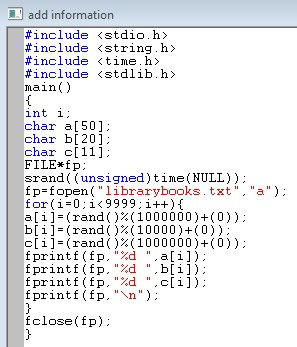 add information
#include <stdio.h>
#include <string.h>
#include <time.h>
#include <stdlib.h>
main()
{
int i;
char a[50];
char b[20];
char c[11];
FILE*fp;
srand((unsigned)time(NULL));
fp=fopen("librarybooks.txt","a");
for(i=0;i<9999;i++){
a[i]=(rand()%(1000000)+(0));
b[i]=(rand()%(10000)+(0));
c[i]=(rand()%(1000000)+(0));
fprintf(fp,"%d ",a[i]);
fprintf(fp,"%d ",b[i]);
fprintf(fp,"%d ",c[i]);
fprintf(fp,"\n");
}
fclose(fp);
}